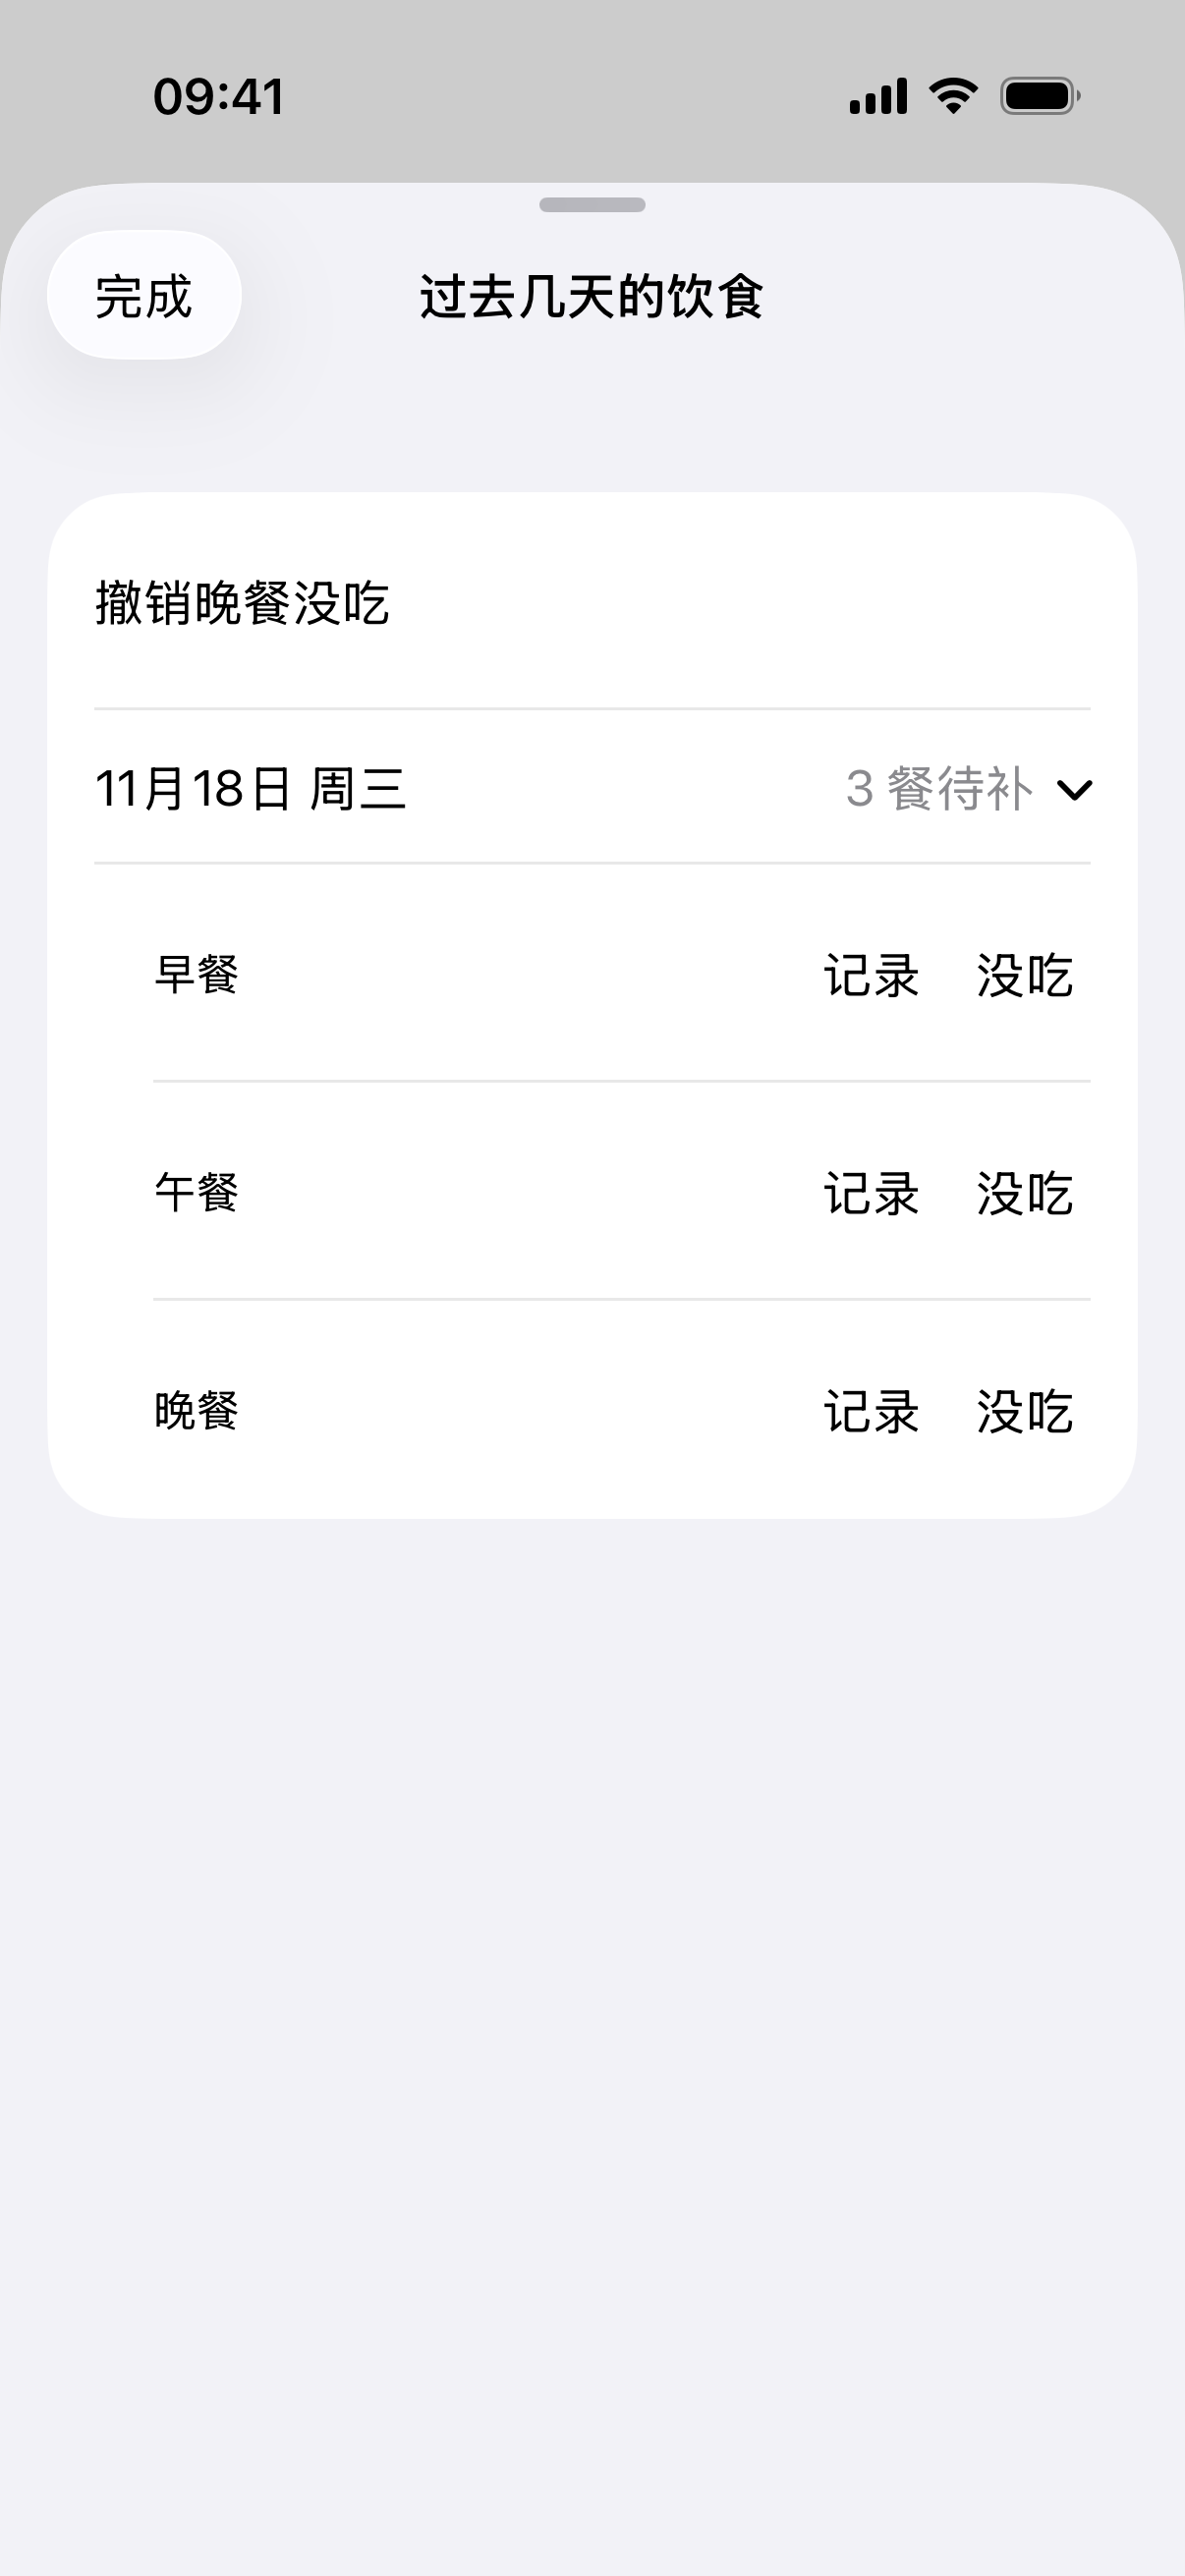 09:41
完成
过去几天的饮食
撤销晚餐没吃
11月18日 周三 3 餐待补
早餐 记录 没吃
午餐 记录 没吃
晚餐 记录 没吃